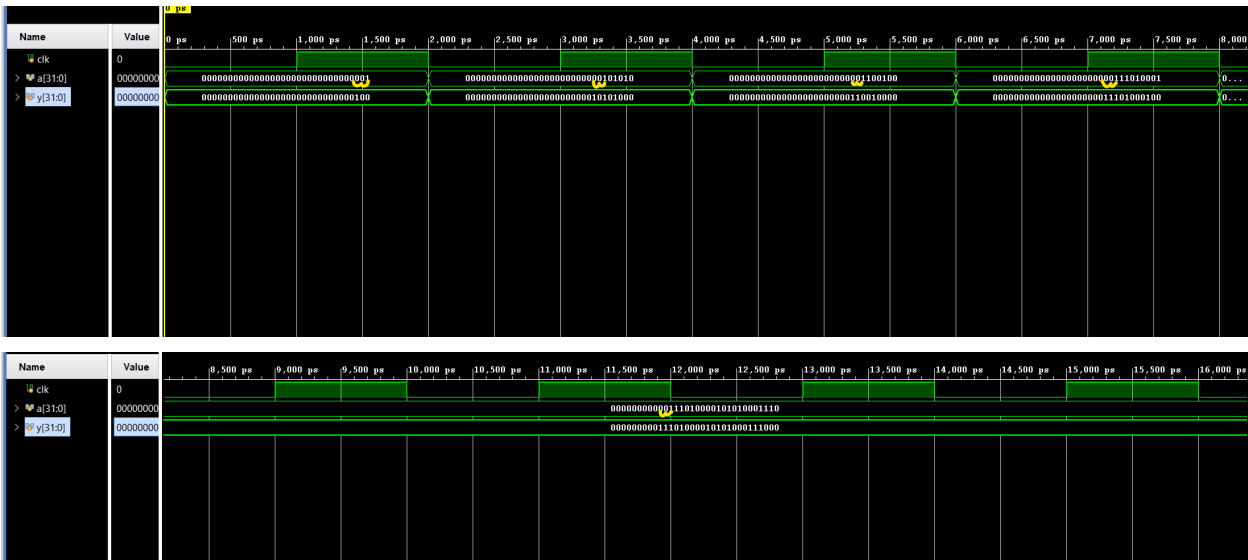 0 ps
Name Value 0 ps 500 ps 1,000 ps 1,500 ps 2,000 ps 2,500 ps 3,000 ps 3,500 ps 4,000 ps 4,500 ps 5,000 ps 5,500 ps 6,000 ps 6,500 ps 7,000 ps 7,500 ps 8,000
clk 0
a[31:0] 00000000 00000000000000000000000000000001 00000000000000000000000000101010 00000000000000000000000001100100 00000000000000000000000111010001 0...
y[31:0] 00000000 00000000000000000000000000000100 00000000000000000000000010101000 00000000000000000000000110010000 00000000000000000000011101000100 0...
Name Value 8,500 ps 9,000 ps 9,500 ps 10,000 ps 10,500 ps 11,000 ps 11,500 ps 12,000 ps 12,500 ps 13,000 ps 13,500 ps 14,000 ps 14,500 ps 15,000 ps 15,500 ps 16,000 ps
clk 0
a[31:0] 00000000 00000000000111010000101010001110
y[31:0] 00000000 00000000011101000010101000111000